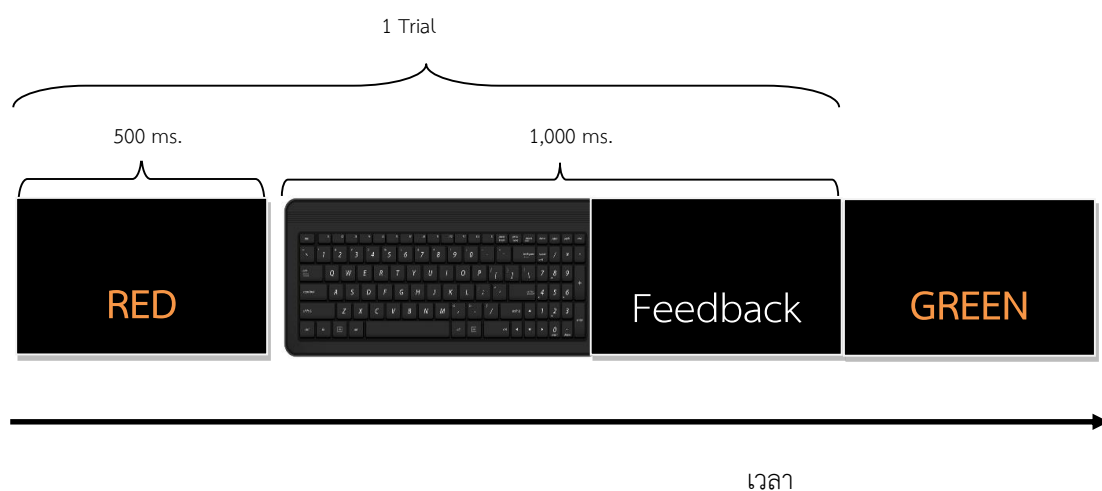 1 Trial
500 ms.
1,000 ms.
RED
Feedback
GREEN
เวลา